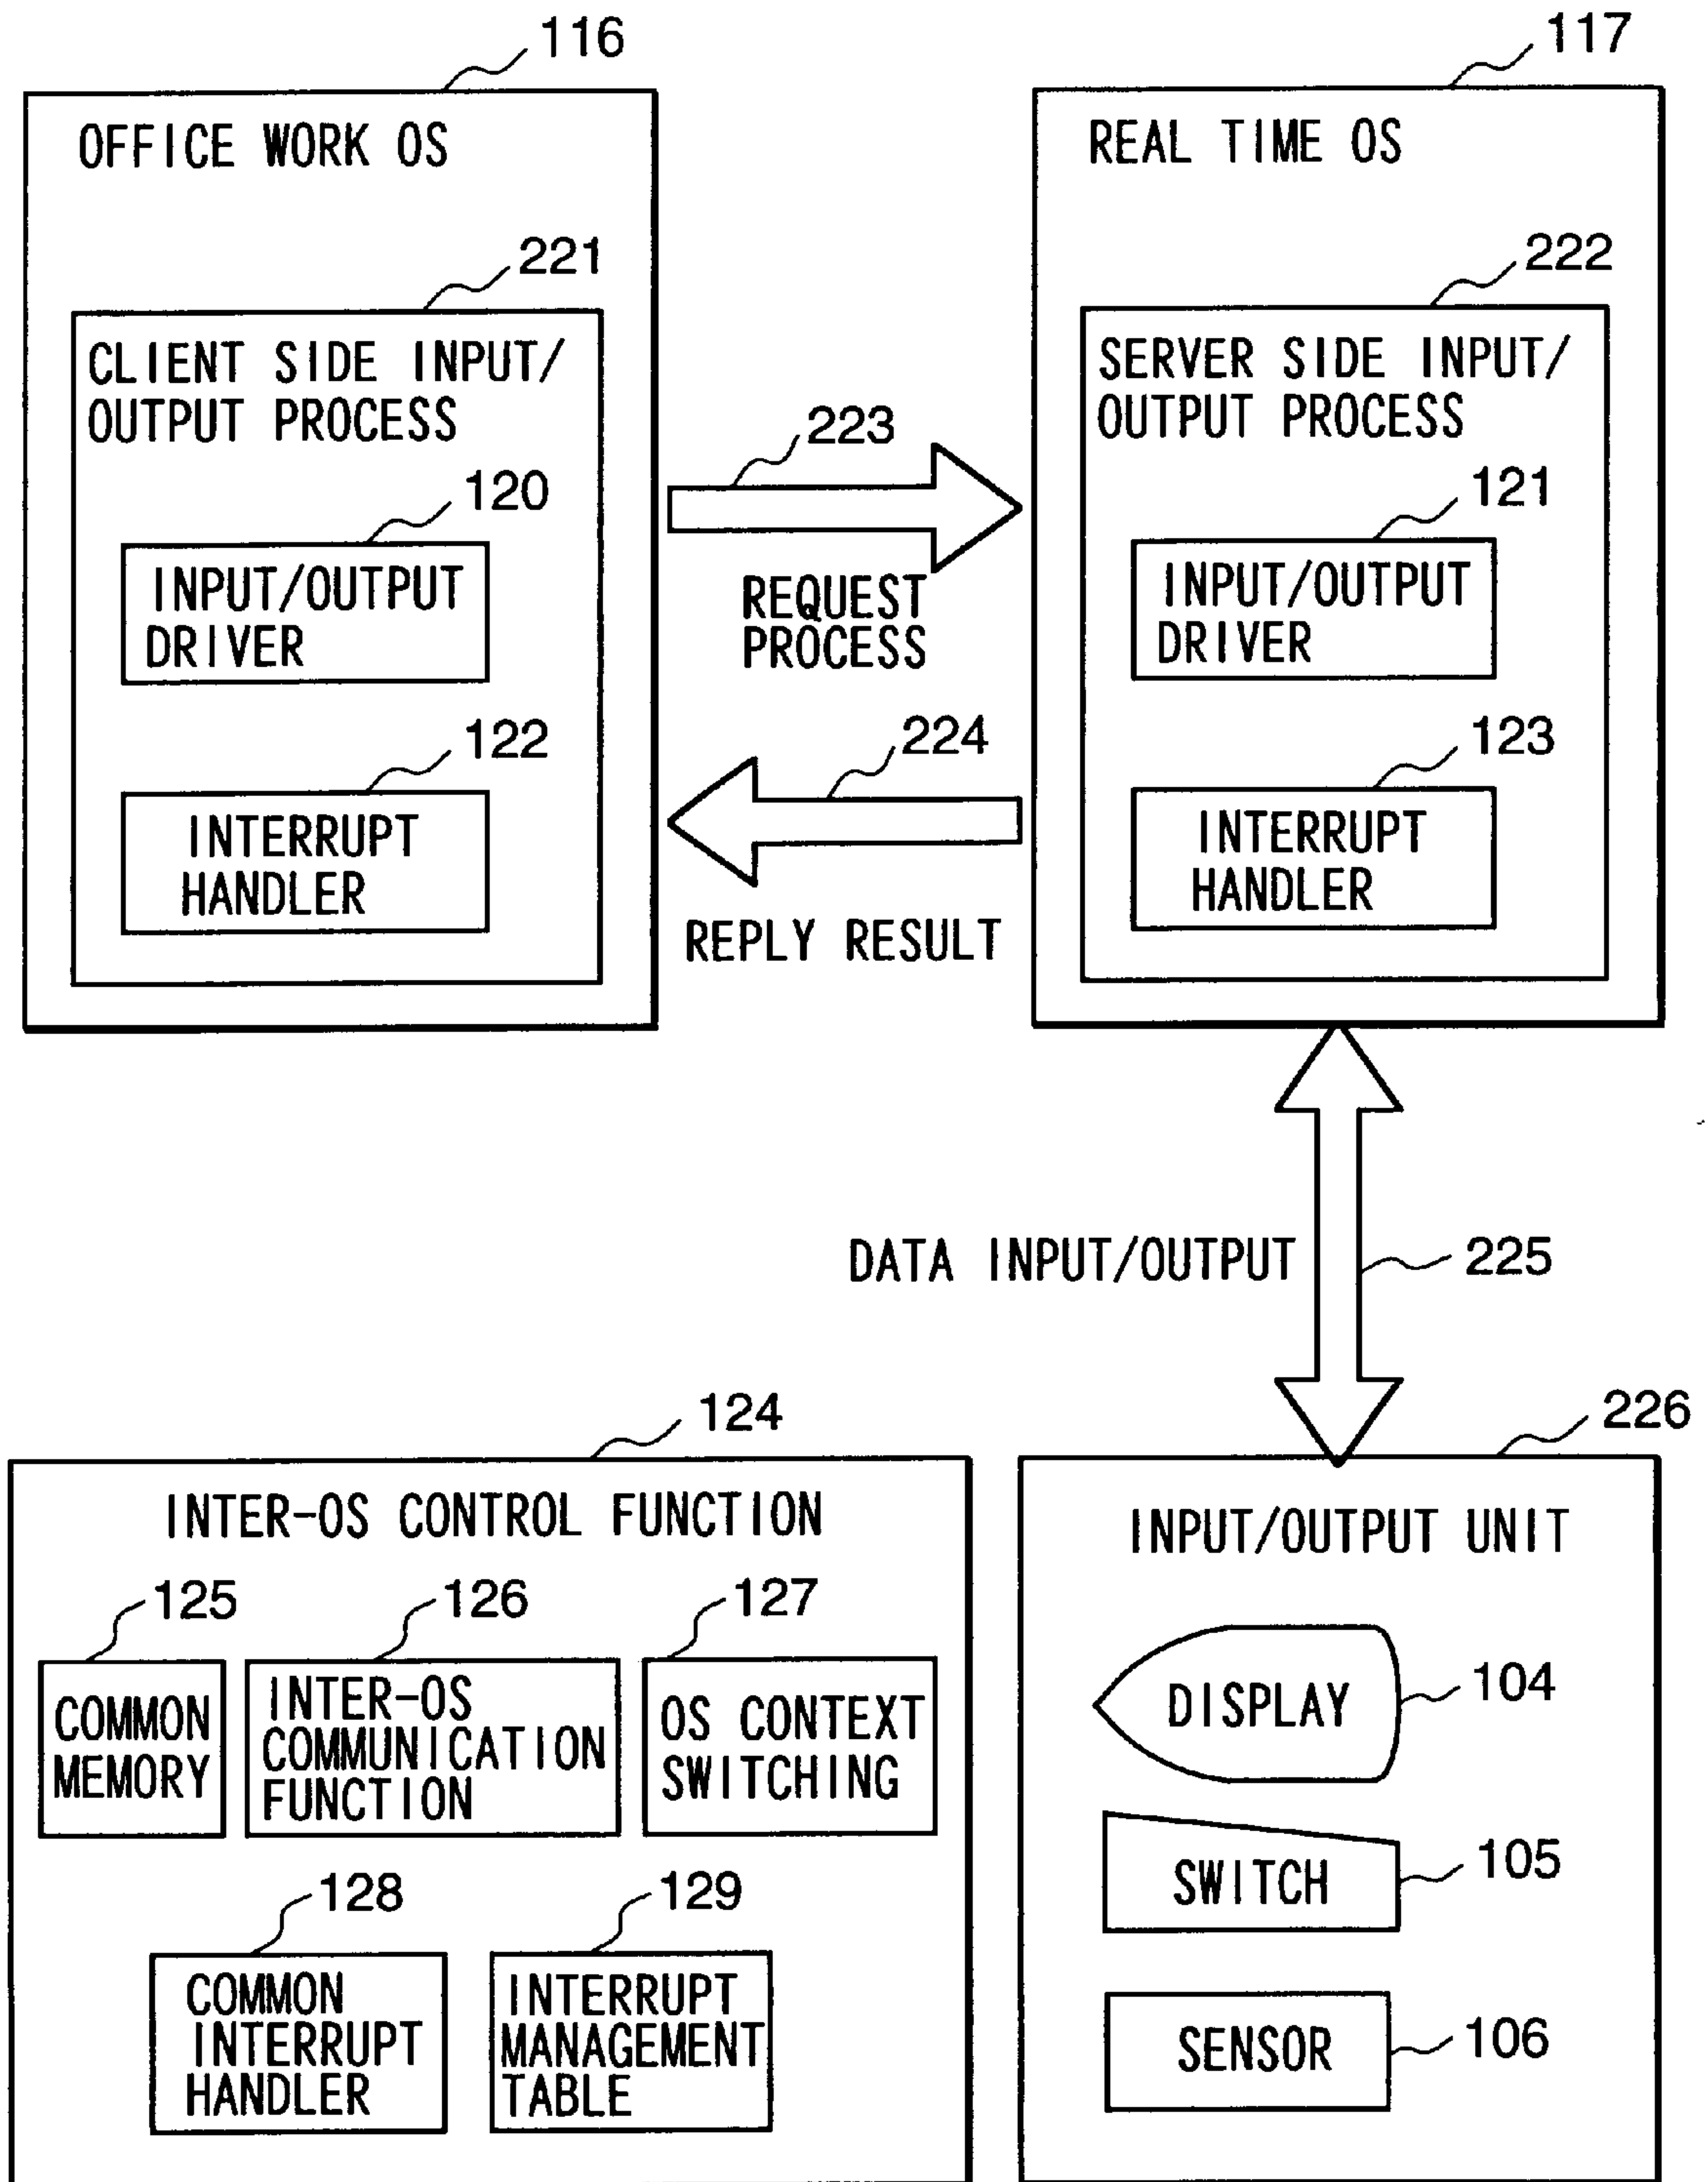 116
117
OFFICE WORK OS
REAL TIME OS
221
222
CLIENT SIDE INPUT/
OUTPUT PROCESS
SERVER SIDE INPUT/
OUTPUT PROCESS
223
120
121
INPUT/OUTPUT
DRIVER
REQUEST
PROCESS
INPUT/OUTPUT
DRIVER
122
224
123
INTERRUPT
HANDLER
INTERRUPT
HANDLER
REPLY RESULT
DATA INPUT/OUTPUT
225
124
226
INTER-OS CONTROL FUNCTION
INPUT/OUTPUT UNIT
125
126
127
COMMON
MEMORY
INTER-OS
COMMUNICATION
FUNCTION
OS CONTEXT
SWITCHING
DISPLAY
104
SWITCH
105
128
129
COMMON
INTERRUPT
HANDLER
INTERRUPT
MANAGEMENT
TABLE
SENSOR
106